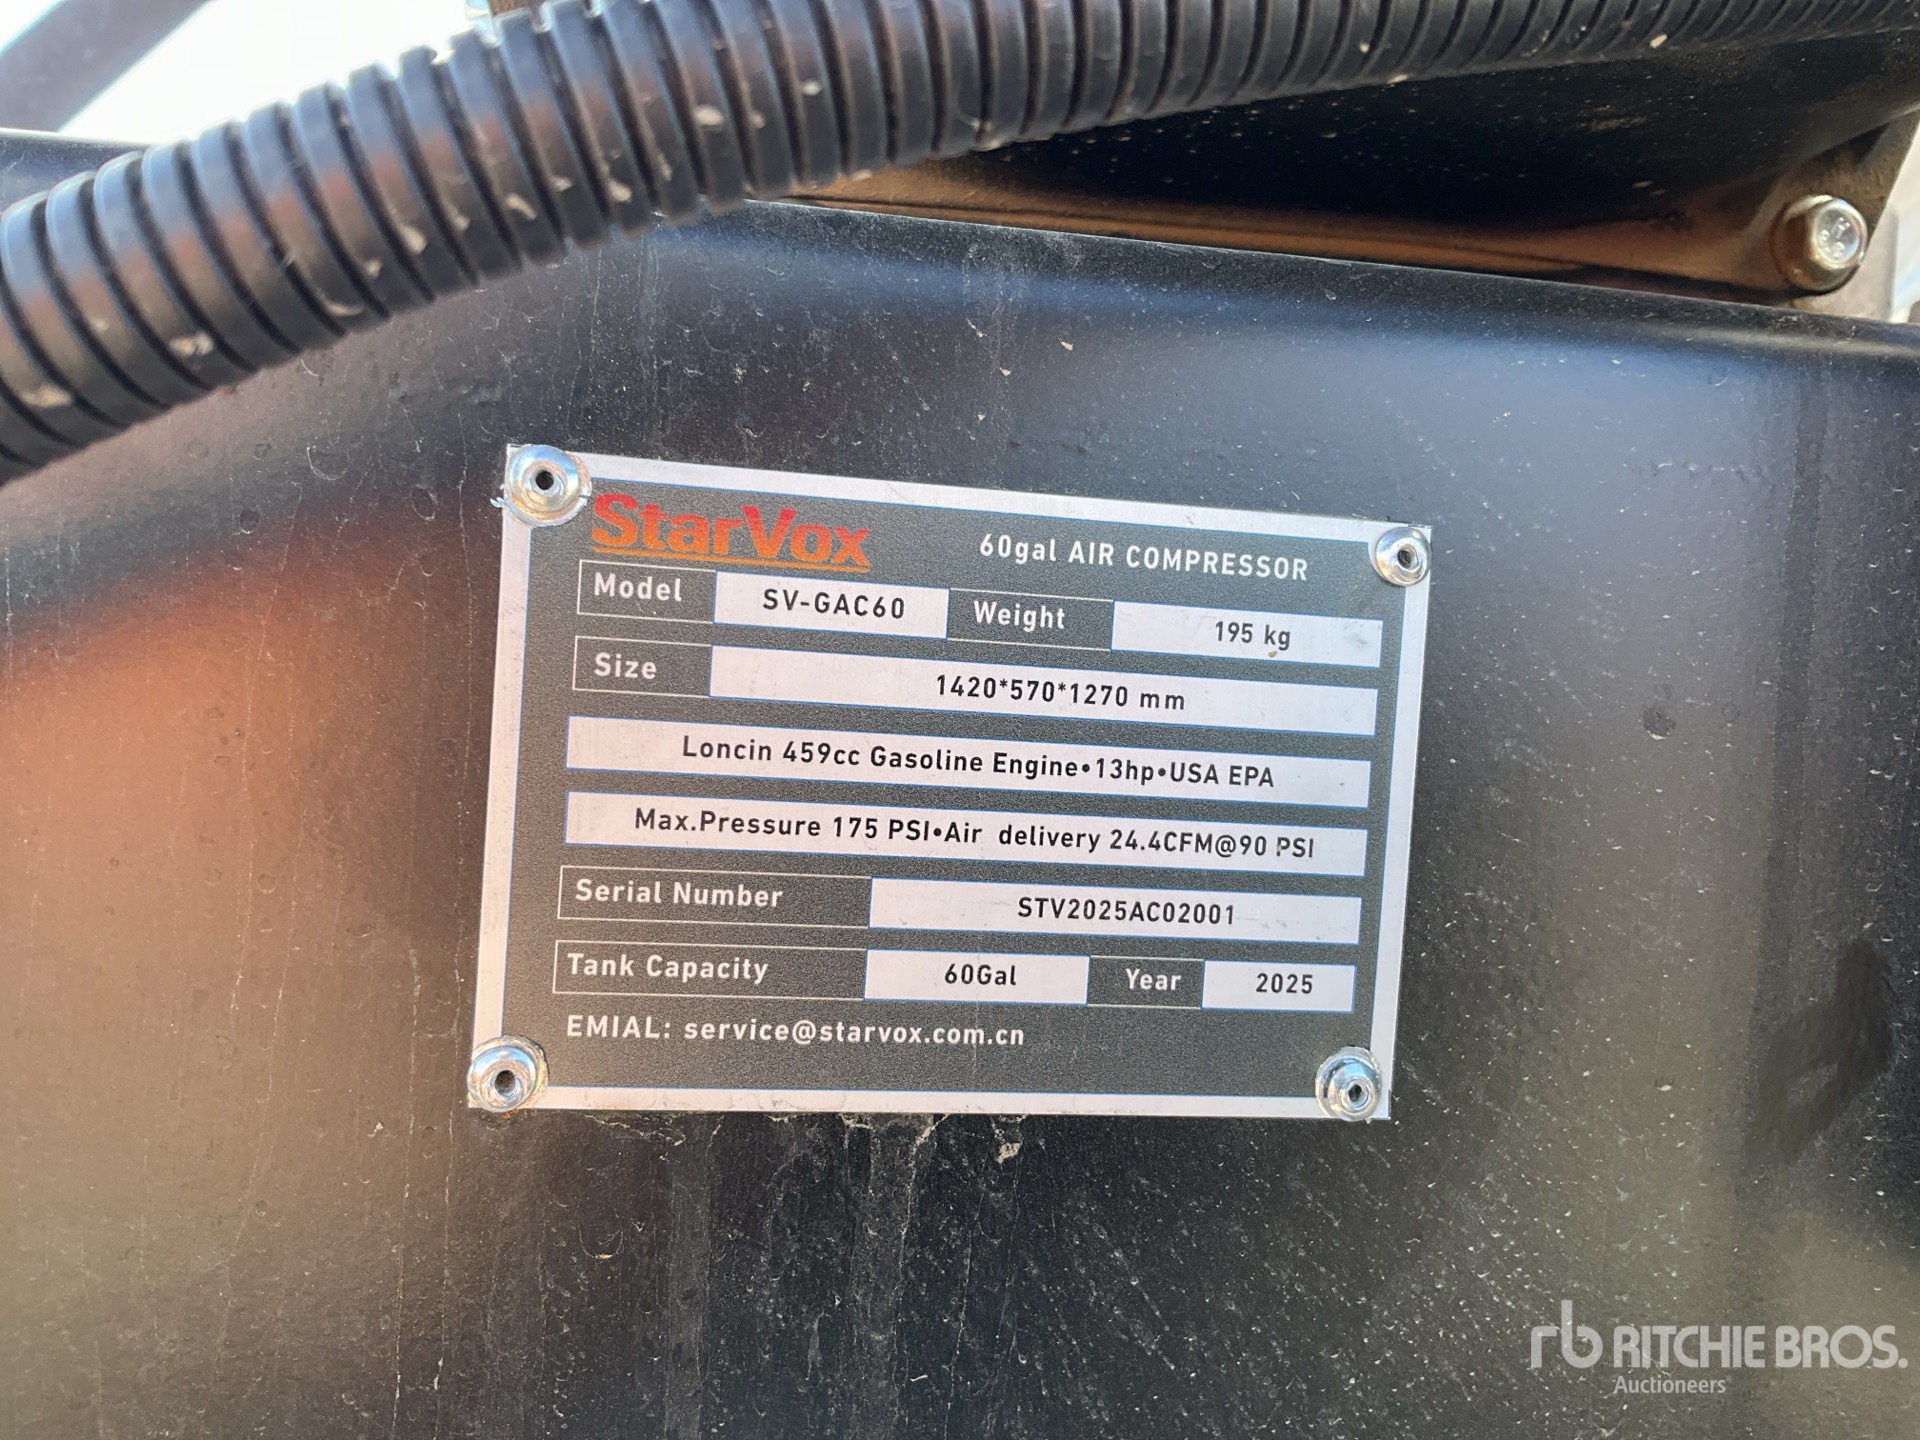 StarVox 60gal AIR COMPRESSOR
Model SV-GAC60 Weight 195 kg
Size 1420*570*1270 mm
Loncin 459cc Gasoline Engine•13hp•USA EPA
Max.Pressure 175 PSI•Air delivery 24.4CFM@90 PSI
Serial Number STV2025AC02001
Tank Capacity 60Gal Year 2025
EMIAL: service@starvox.com.cn
rb RITCHIE BROS.
Auctioneers